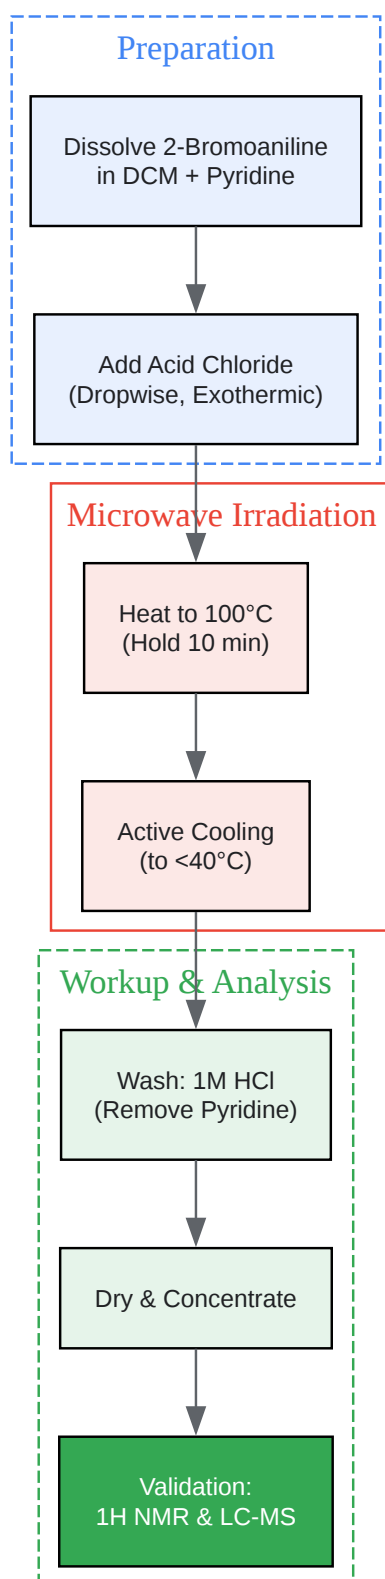 Preparation
Dissolve 2-Bromoaniline
in DCM + Pyridine
Add Acid Chloride
(Dropwise, Exothermic)
Microwave Irradiation
Heat to 100°C
(Hold 10 min)
Active Cooling
(to <40°C)
Workup & Analysis
Wash: 1M HCl
(Remove Pyridine)
Dry & Concentrate
Validation:
1H NMR & LC-MS